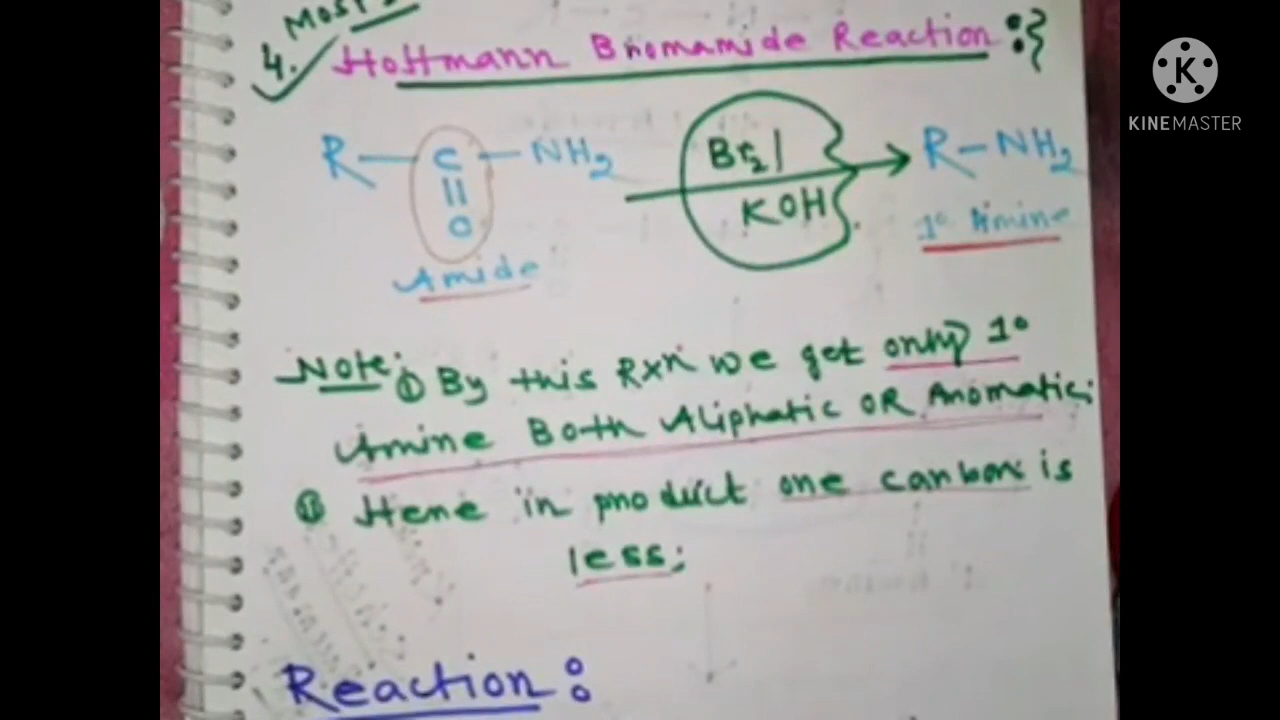 Most
4. Hoffmann Bromamide Reaction :}
R—C—NH2 Br2/ R—NH2
|| KOH
O 1° Amine
Amide
Note: ① By this Rxn we get only 1°
Amine Both Aliphatic OR Aromatic;
② Here in product one carbon is
less;
Reaction:
K
KINEMASTER